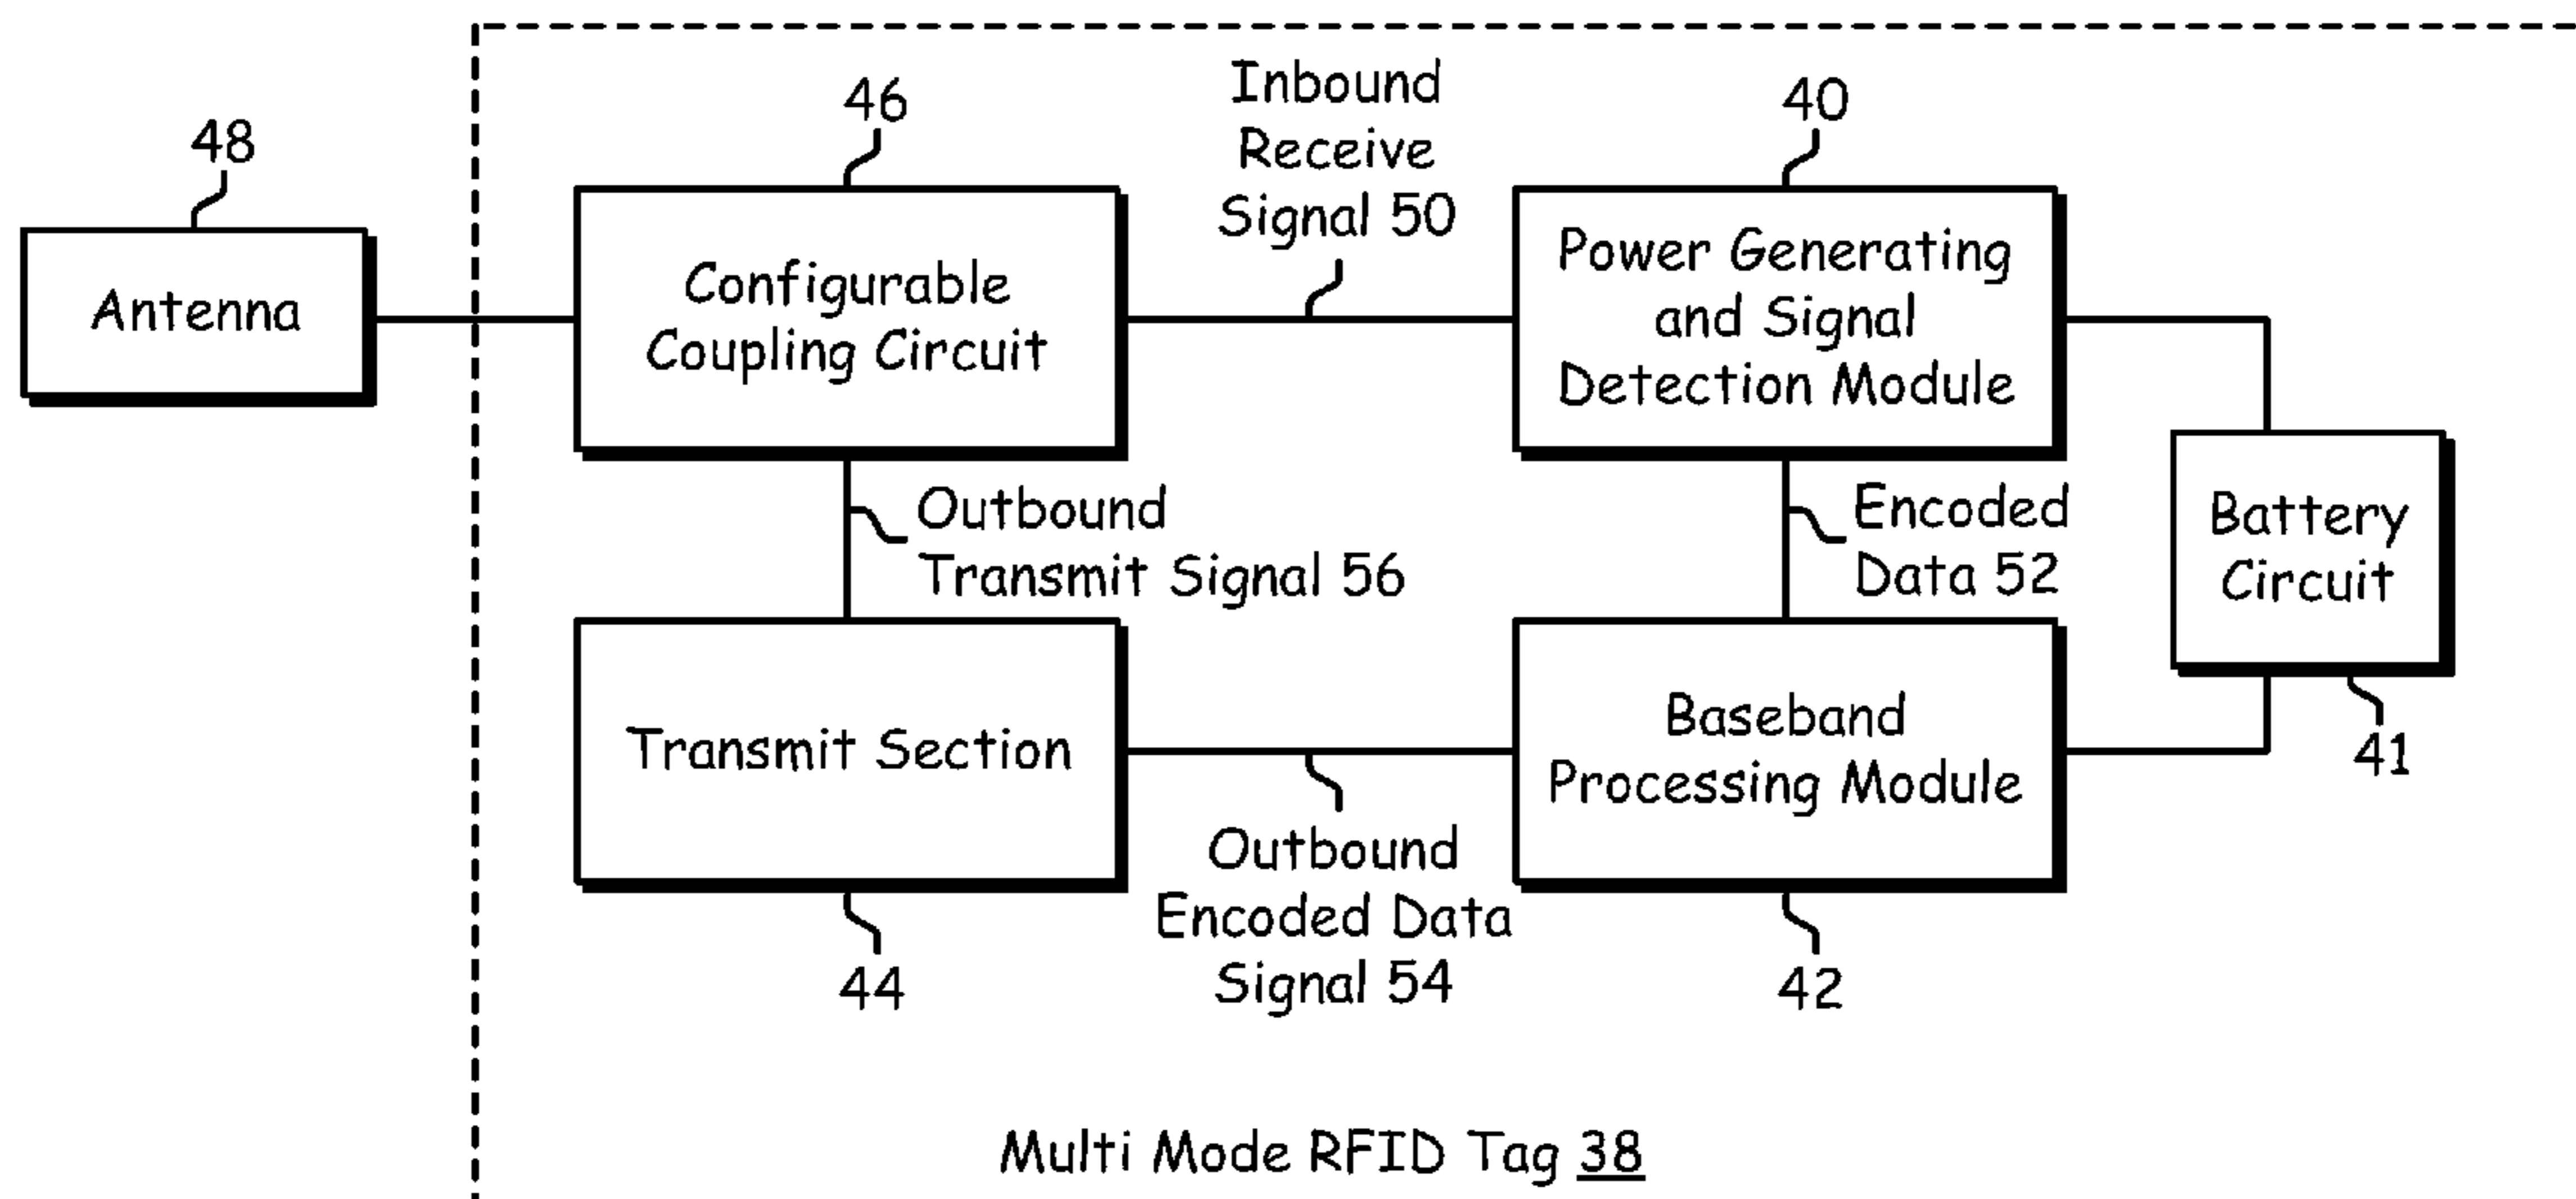 48
Antenna
46
Configurable
Coupling Circuit
Inbound
Receive
Signal 50
40
Power Generating
and Signal
Detection Module
Outbound
Transmit Signal 56
Encoded
Data 52
Battery
Circuit
41
Transmit Section
44
Outbound
Encoded Data
Signal 54
Baseband
Processing Module
42
Multi Mode RFID Tag 38